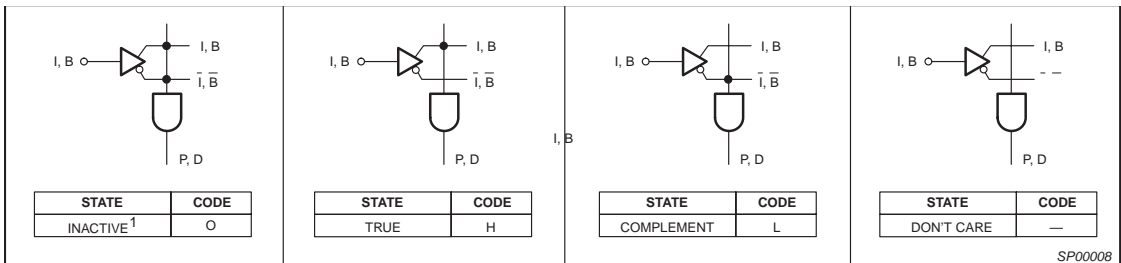 I, B
I, B
I̅, B̅
P, D
STATE CODE
INACTIVE1 O
I, B
I, B
I̅, B̅
P, D
STATE CODE
TRUE H
I, B
I, B
I, B
I̅, B̅
P, D
STATE CODE
COMPLEMENT L
I, B
I, B
P, D
STATE CODE
DON'T CARE —
SP00008